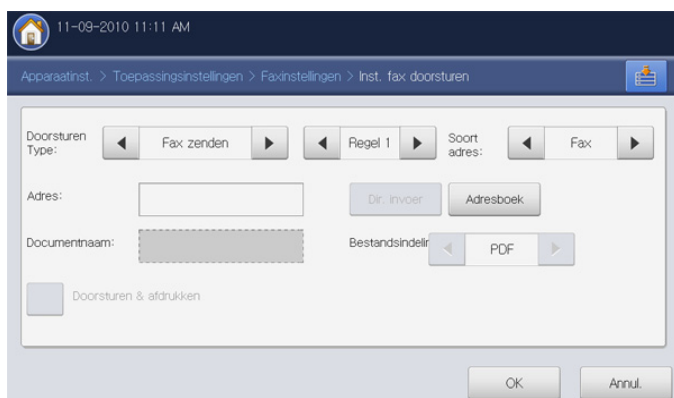 11-09-2010 11:11 AM
Apparaatinst. > Toepassingsinstellingen > Faxinstellingen > Inst. fax doorsturen
Doorsturen
Type:
Fax zenden
Regel 1
Soort
adres:
Fax
Adres:
Dir. invoer
Adresboek
Documentnaam:
Bestandsindelin
PDF
Doorsturen & afdrukken
OK
Annul.